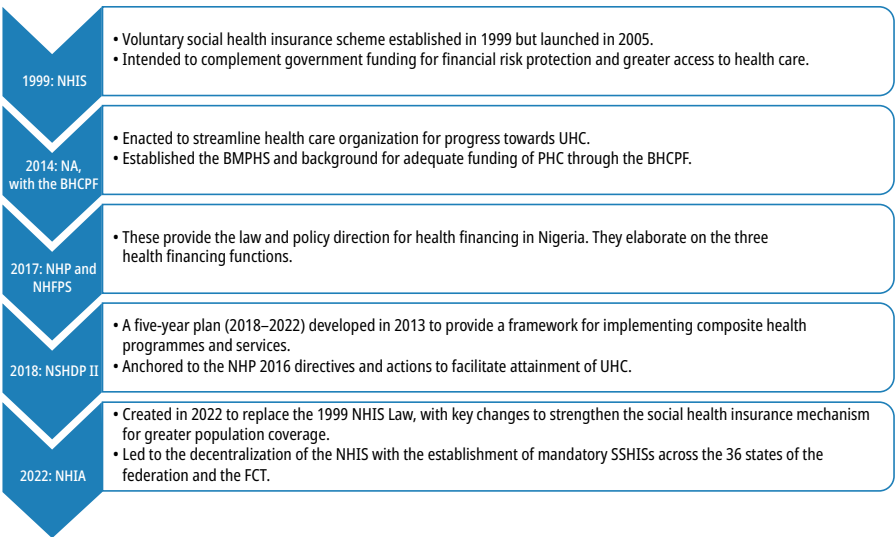 1999: NHIS
• Voluntary social health insurance scheme established in 1999 but launched in 2005.
• Intended to complement government funding for financial risk protection and greater access to health care.
2014: NA,
with the BHCPF
• Enacted to streamline health care organization for progress towards UHC.
• Established the BMPHS and background for adequate funding of PHC through the BHCPF.
2017: NHP and
NHFPS
• These provide the law and policy direction for health financing in Nigeria. They elaborate on the three
health financing functions.
2018: NSHDP II
• A five-year plan (2018–2022) developed in 2013 to provide a framework for implementing composite health
programmes and services.
• Anchored to the NHP 2016 directives and actions to facilitate attainment of UHC.
2022: NHIA
• Created in 2022 to replace the 1999 NHIS Law, with key changes to strengthen the social health insurance mechanism
for greater population coverage.
• Led to the decentralization of the NHIS with the establishment of mandatory SSHISs across the 36 states of the
federation and the FCT.